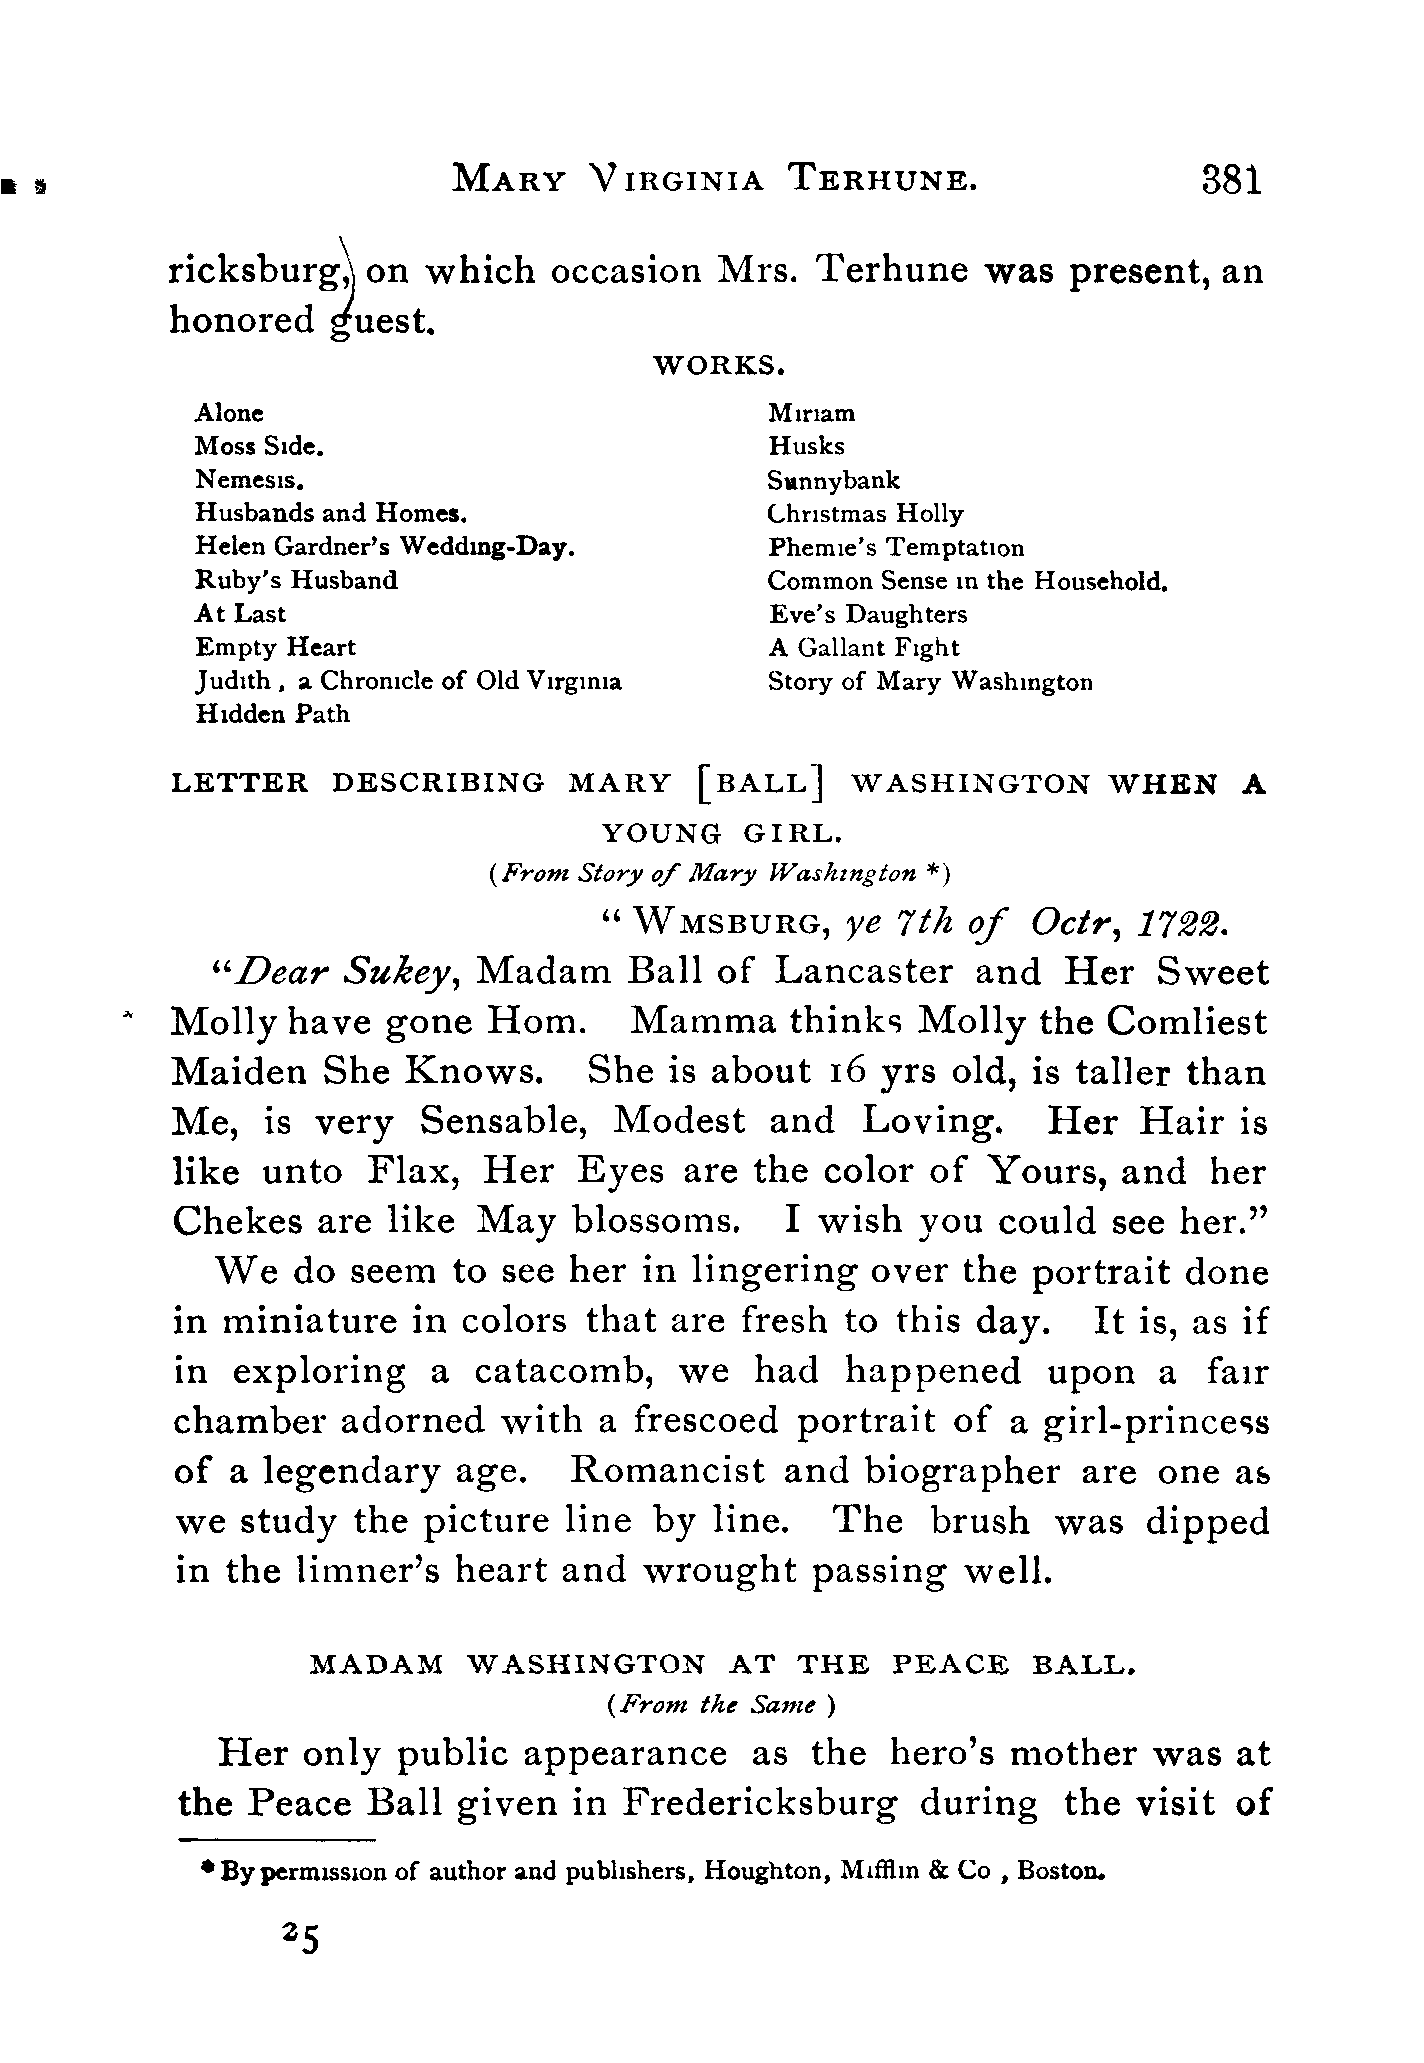 MARY VIRGINIA TERHUNE. 381
ricksburg, on which occasion Mrs. Terhune was present, an
honored guest.
WORKS.
Alone
Moss Side.
Nemesis.
Husbands and Homes.
Helen Gardner's Wedding-Day.
Ruby's Husband
At Last
Empty Heart
Judith, a Chronicle of Old Virginia
Hidden Path
Miriam
Husks
Sunnybank
Christmas Holly
Phemie's Temptation
Common Sense in the Household.
Eve's Daughters
A Gallant Fight
Story of Mary Washington
LETTER DESCRIBING MARY [BALL] WASHINGTON WHEN A
YOUNG GIRL.
(From Story of Mary Washington *)
"WMSBURG, ye 7th of Octr, 1722.
"Dear Sukey, Madam Ball of Lancaster and Her Sweet
Molly have gone Hom. Mamma thinks Molly the Comliest
Maiden She Knows. She is about 16 yrs old, is taller than
Me, is very Sensable, Modest and Loving. Her Hair is
like unto Flax, Her Eyes are the color of Yours, and her
Chekes are like May blossoms. I wish you could see her."
We do seem to see her in lingering over the portrait done
in miniature in colors that are fresh to this day. It is, as if
in exploring a catacomb, we had happened upon a fair
chamber adorned with a frescoed portrait of a girl-princess
of a legendary age. Romancist and biographer are one as
we study the picture line by line. The brush was dipped
in the limner's heart and wrought passing well.
MADAM WASHINGTON AT THE PEACE BALL.
(From the Same )
Her only public appearance as the hero's mother was at
the Peace Ball given in Fredericksburg during the visit of
* By permission of author and publishers, Houghton, Mifflin & Co, Boston.
25